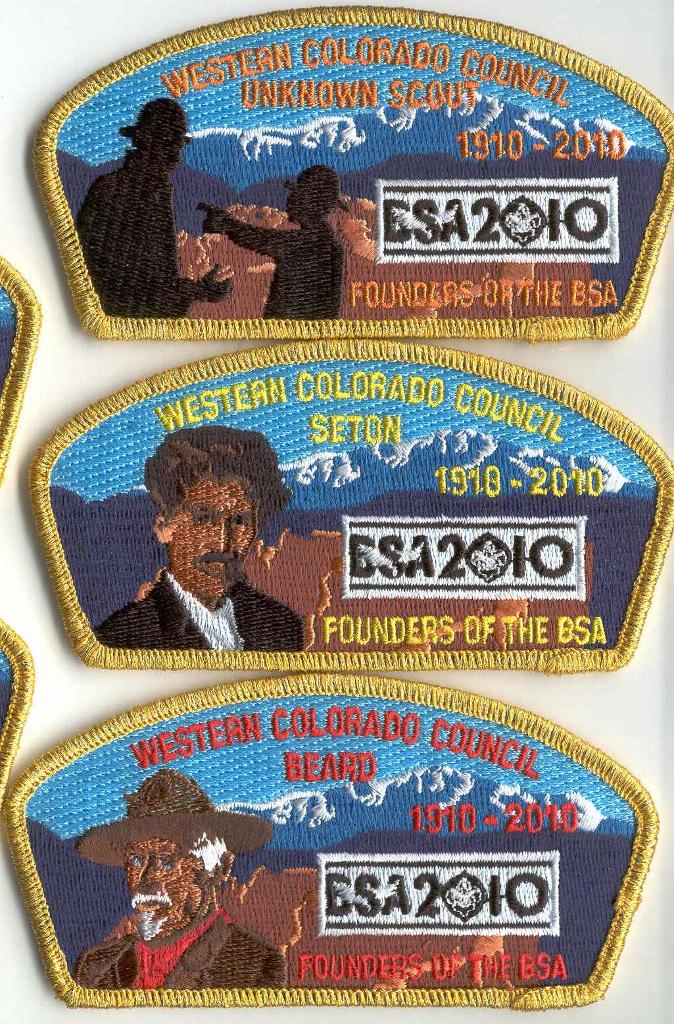 WESTERN COLORADO COUNCIL
UNKNOWN SCOUT
1910 - 2010
BSA2010
FOUNDERS OF THE BSA
WESTERN COLORADO COUNCIL
SETON
1910 - 2010
BSA2010
FOUNDERS OF THE BSA
WESTERN COLORADO COUNCIL
BEARD
1910 - 2010
BSA2010
FOUNDERS OF THE BSA